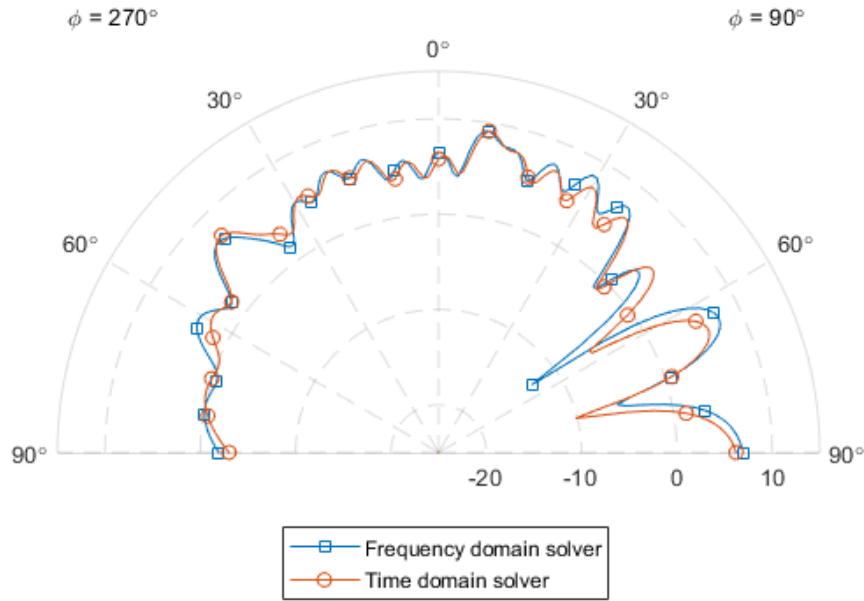 ϕ = 270° ϕ = 90°
0°
30° 30°
60° 60°
90° 90°
-20 -10 0 10
Frequency domain solver
Time domain solver